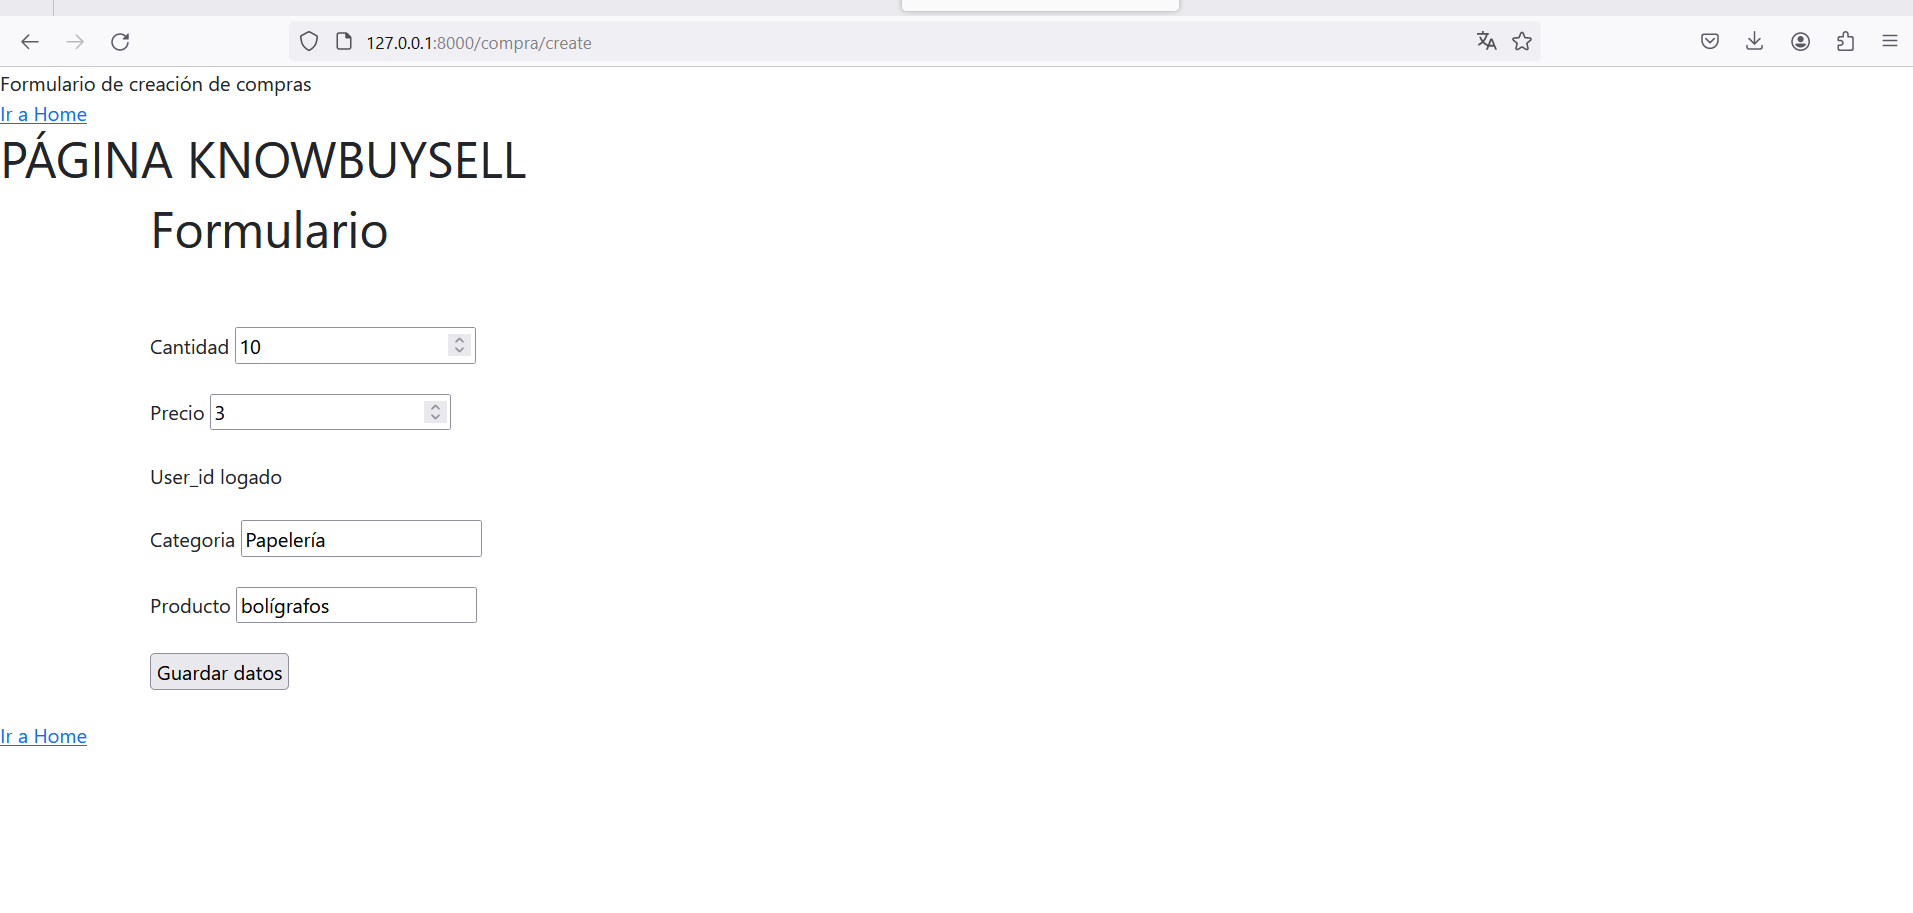 127.0.0.1:8000/compra/create
Formulario de creación de compras
Ir a Home
PÁGINA KNOWBUYSELL
Formulario
Cantidad 10
Precio 3
User_id logado
Categoria Papelería
Producto bolígrafos
Guardar datos
Ir a Home